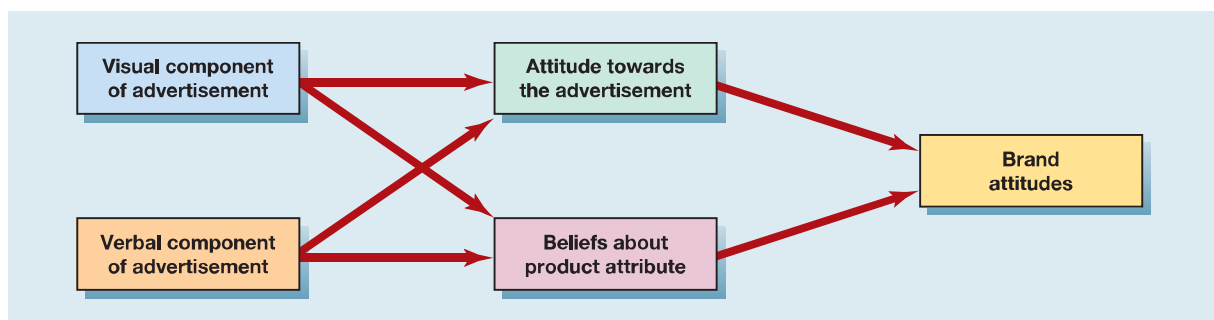 Visual component
of advertisement
Attitude towards
the advertisement
Brand
attitudes
Verbal component
of advertisement
Beliefs about
product attribute